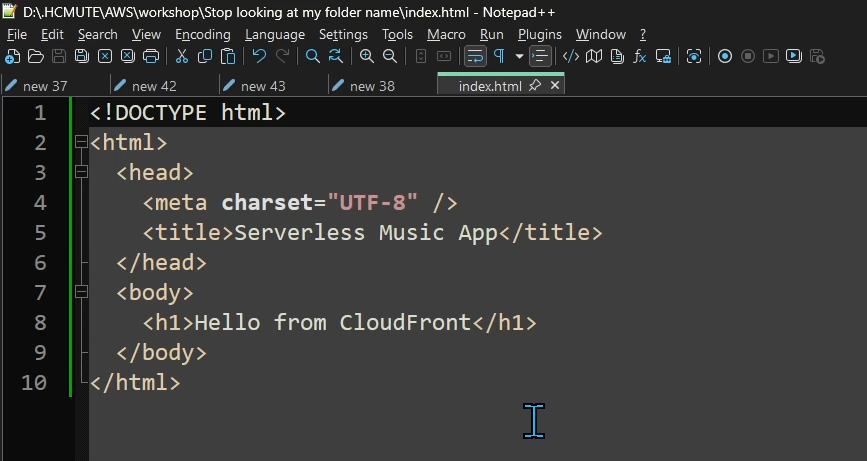 D:\.HCMUTE\AWS\workshop\Stop looking at my folder name\index.html - Notepad++
File Edit Search View Encoding Language Settings Tools Macro Run Plugins Window ?
new 37 new 42 new 43 new 38 index.html
1 <!DOCTYPE html>
2 <html>
3 <head>
4 <meta charset="UTF-8" />
5 <title>Serverless Music App</title>
6 </head>
7 <body>
8 <h1>Hello from CloudFront</h1>
9 </body>
10 </html>